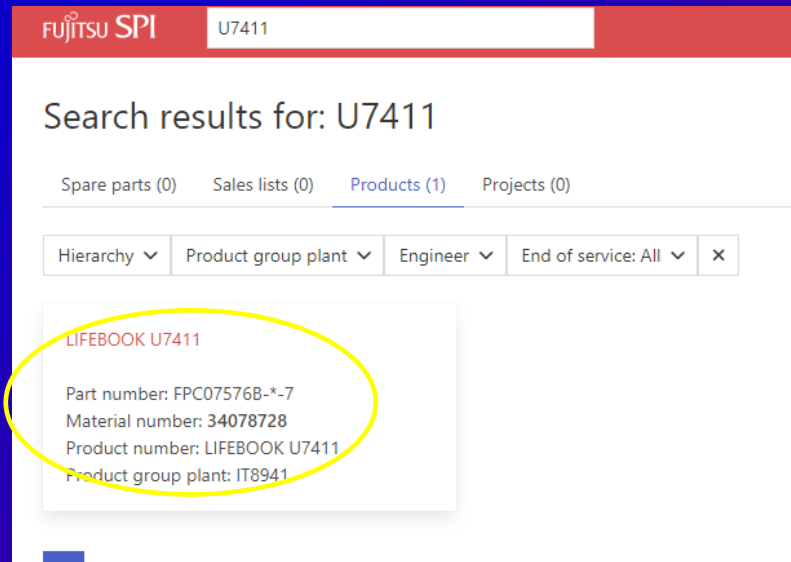 FUJITSU SPI U7411
Search results for: U7411
Spare parts (0) Sales lists (0) Products (1) Projects (0)
Hierarchy Product group plant Engineer End of service: All ×
LIFEBOOK U7411
Part number: FPC07576B-*-7
Material number: 34078728
Product number: LIFEBOOK U7411
Product group plant: IT8941